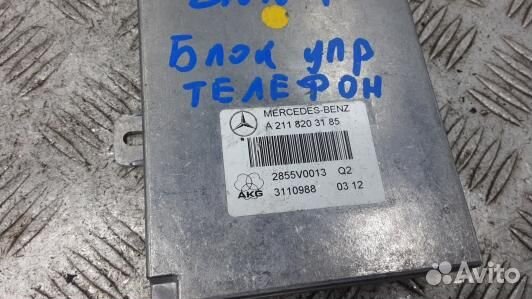 Блок упр
ТЕЛЕФОН
MERCEDES-BENZ
A 211 820 31 85
2855V0013 Q2
AKG 3110988 03 12
Avito